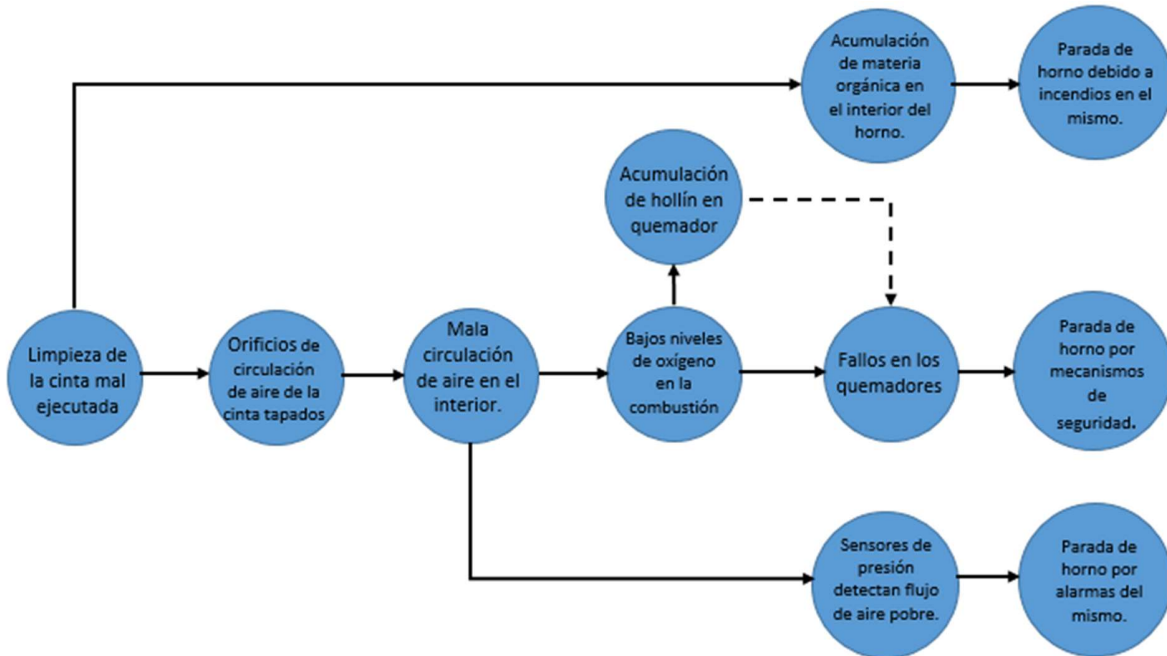 Acumulación
de materia
orgánica en
el interior del
horno.
Parada de
horno debido a
incendios en el
mismo.
Acumulación
de hollín en
quemador
Limpieza de
la cinta mal
ejecutada
Orificios de
circulación
de aire de la
cinta tapados
Mala
circulación
de aire en el
interior.
Bajos niveles
de oxígeno
en la
combustión
Fallos en los
quemadores
Parada de
horno por
mecanismos
de
seguridad.
Sensores de
presión
detectan flujo
de aire pobre.
Parada de
horno por
alarmas del
mismo.